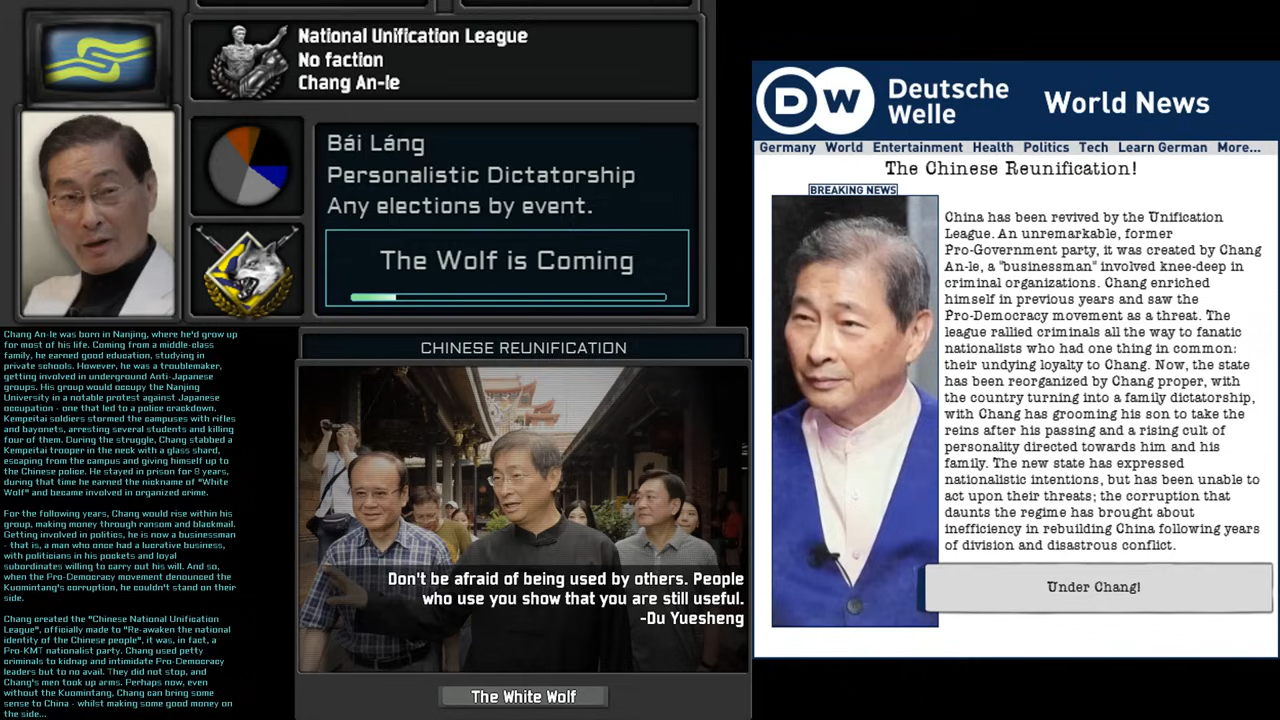 National Unification League
No faction
Chang An-le
Bái Láng
Personalistic Dictatorship
Any elections by event.
The Wolf is Coming
Chang An-le was born in Nanjing, where he'd grow up
for most of his life. Coming from a middle-class
family, he earned good education, studying in
private schools. However, he was a troublemaker,
getting involved in underground Anti-Japanese
groups. His group would occupy the Nanjing
University in a notable protest against Japanese
occupation - one that led to a police crackdown.
Kempeitai soldiers stormed the campuses with rifles
and bayonets, arresting several students and killing
four of them. During the struggle, Chang stabbed a
Kempeitai trooper in the neck with a glass shard,
escaping from the campus and giving himself up to
the Chinese police. He stayed in prison for 9 years,
during that time he earned the nickname of "White
Wolf" and became involved in organized crime.
For the following years, Chang would rise within his
group, making money through ransom and blackmail.
Getting involved in politics, he is now a businessman
- that is, a man who once had a lucrative business,
with politicians in his pockets and loyal
subordinates willing to carry out his will. And so,
when the Pro-Democracy movement denounced the
Kuomintang's corruption, he couldn't stand on their
side.
Chang created the "Chinese National Unification
League", officially made to "Re-awaken the national
identity of the Chinese people", it was, in fact, a
Pro-KMT nationalist party. Chang used petty
criminals to kidnap and intimidate Pro-Democracy
leaders but to no avail. They did not stop, and
Chang's men took up arms. Perhaps now, even
without the Kuomintang, Chang can bring some
sense to China - whilst making some good money on
the side...
CHINESE REUNIFICATION
Don't be afraid of being used by others. People
who use you show that you are still useful.
-Du Yuesheng
The White Wolf
DW
Deutsche
Welle
World News
Germany World Entertainment Health Politics Tech Learn German More...
The Chinese Reunification!
BREAKING NEWS
China has been revived by the Unification
League. An unremarkable, former
Pro-Government party, it was created by Chang
An-le, a "businessman" involved knee-deep in
criminal organizations. Chang enriched
himself in previous years and saw the
Pro-Democracy movement as a threat. The
league rallied criminals all the way to fanatic
nationalists who had one thing in common:
their undying loyalty to Chang. Now, the state
has been reorganized by Chang proper, with
the country turning into a family dictatorship,
with Chang has grooming his son to take the
reins after his passing and a rising cult of
personality directed towards him and his
family. The new state has expressed
nationalistic intentions, but has been unable to
act upon their threats; the corruption that
daunts the regime has brought about
inefficiency in rebuilding China following years
of division and disastrous conflict.
Under Chang!